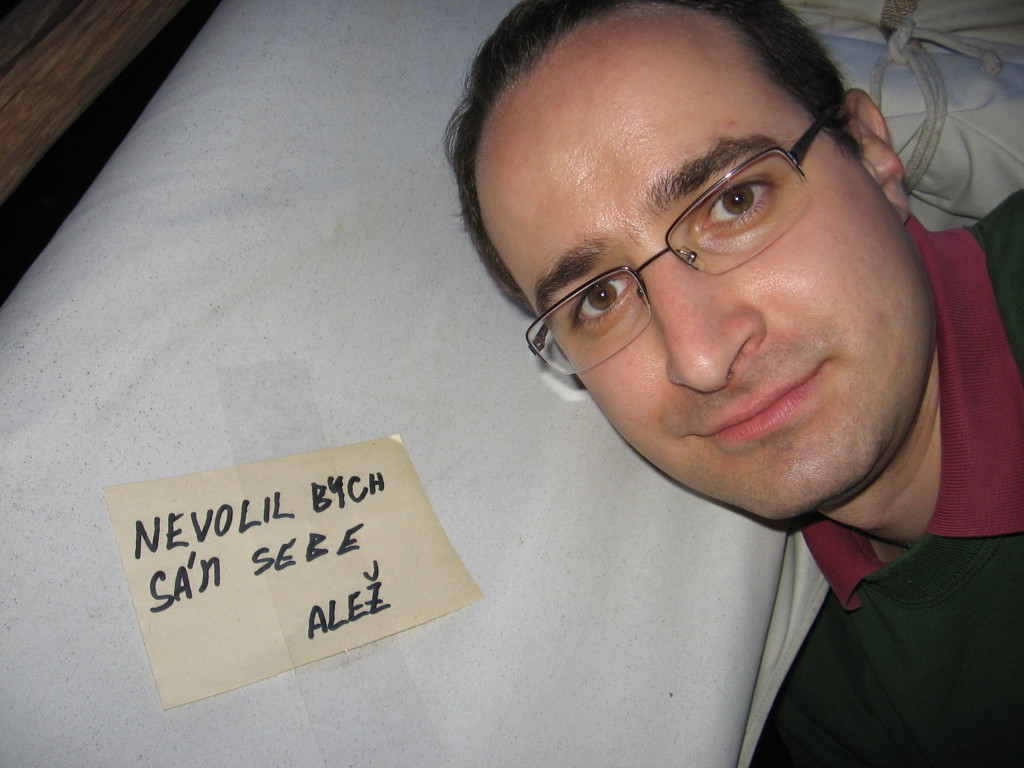 NEVOLIL BYCH
SÁM SEBE
ALEŽ